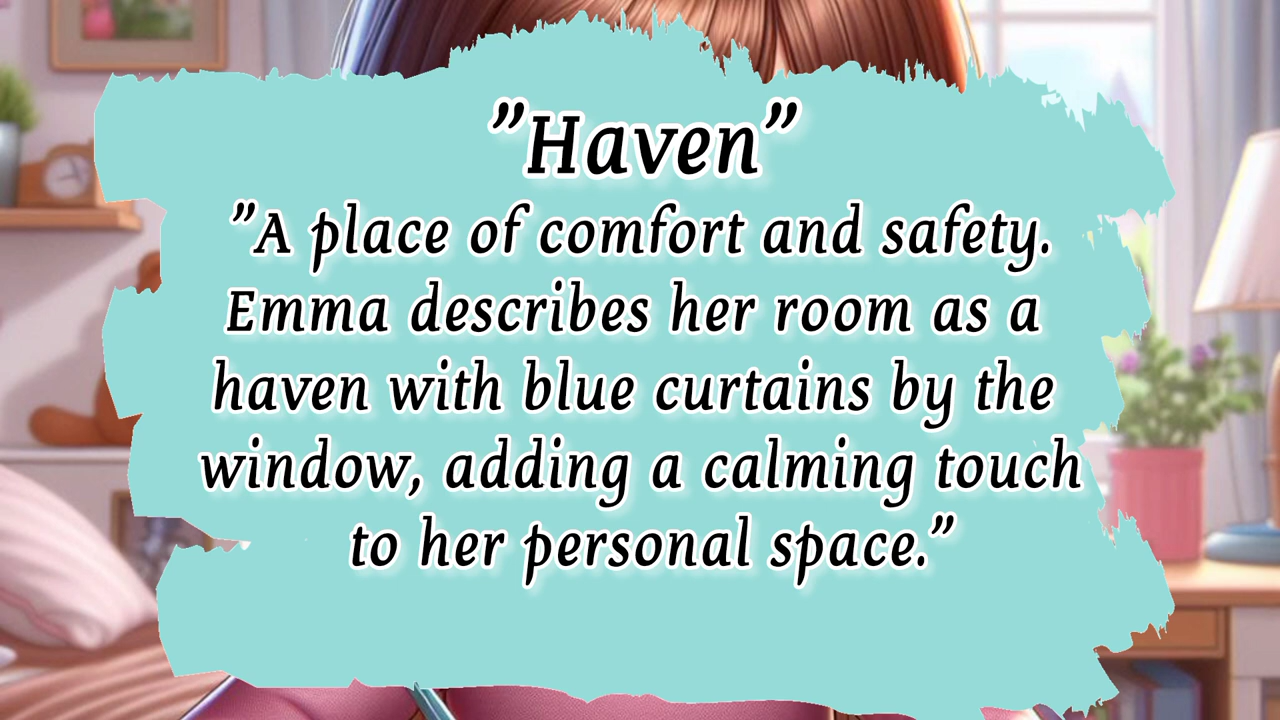 ”Haven”
”A place of comfort and safety.
Emma describes her room as a
haven with blue curtains by the
window, adding a calming touch
to her personal space.”